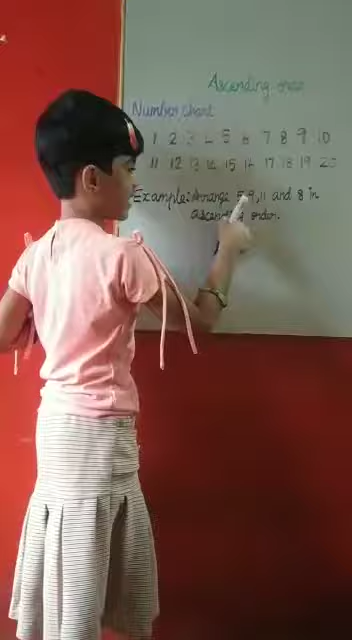 Ascending order
Number chart
1 2 3 4 5 6 7 8 9 10
11 12 13 14 15 16 17 18 19 20
Example: Arrange 5,9,11 and 8 in
ascending order.